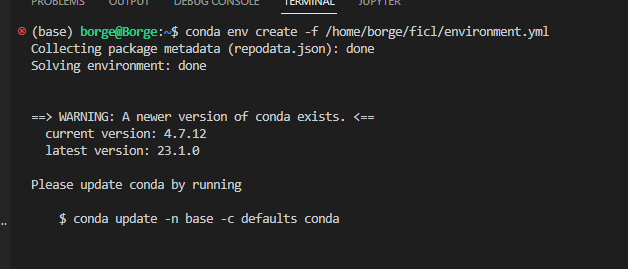 PROBLEMS OUTPUT DEBUG CONSOLE TERMINAL JUPYTER
(base) borge@Borge:~$ conda env create -f /home/borge/ficl/environment.yml
Collecting package metadata (repodata.json): done
Solving environment: done
==> WARNING: A newer version of conda exists. <==
current version: 4.7.12
latest version: 23.1.0
Please update conda by running
$ conda update -n base -c defaults conda
..